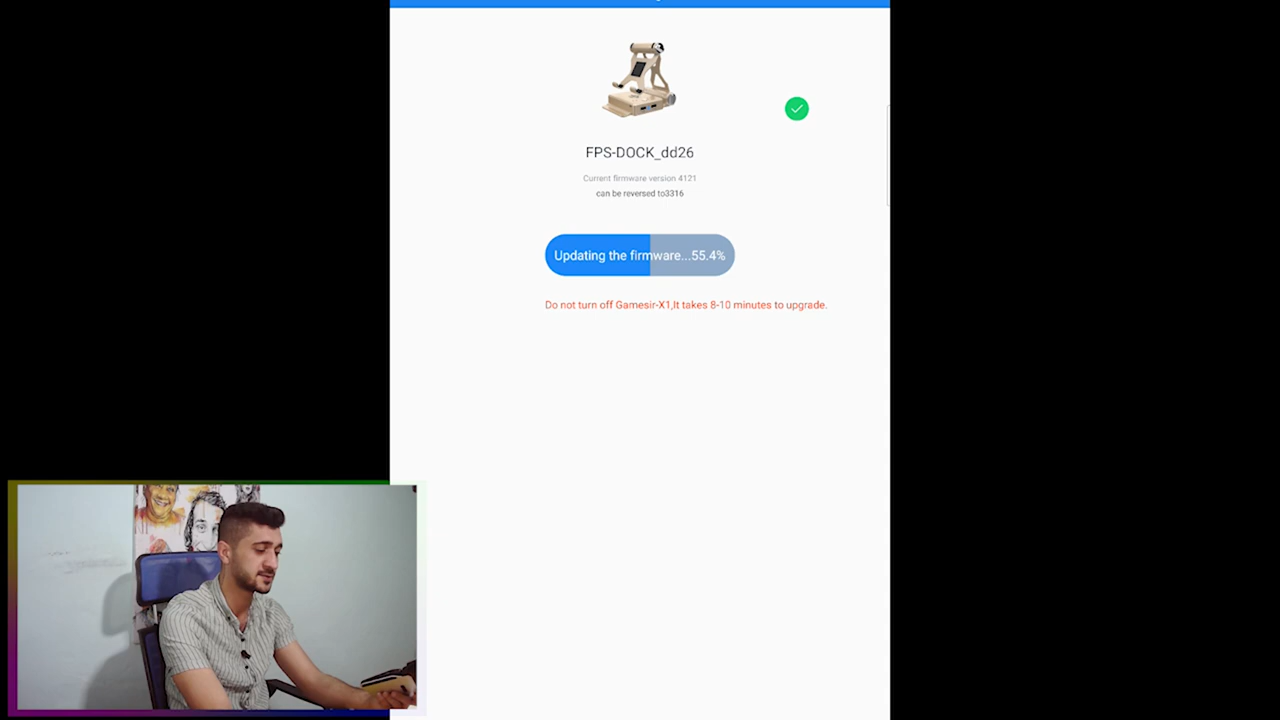 FPS-DOCK_dd26
Current firmware version 4121
can be reversed to3316
Updating the firmware...55.4%
Do not turn off Gamesir-X1,It takes 8-10 minutes to upgrade.